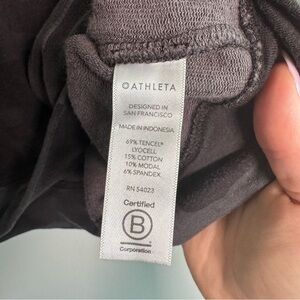 ATHLETA
DESIGNED IN
SAN FRANCISCO
MADE IN INDONESIA
69% TENCEL®
LYOCELL
15% COTTON
10% MODAL
6% SPANDEX
RN 54023
Certified
B
Corporation